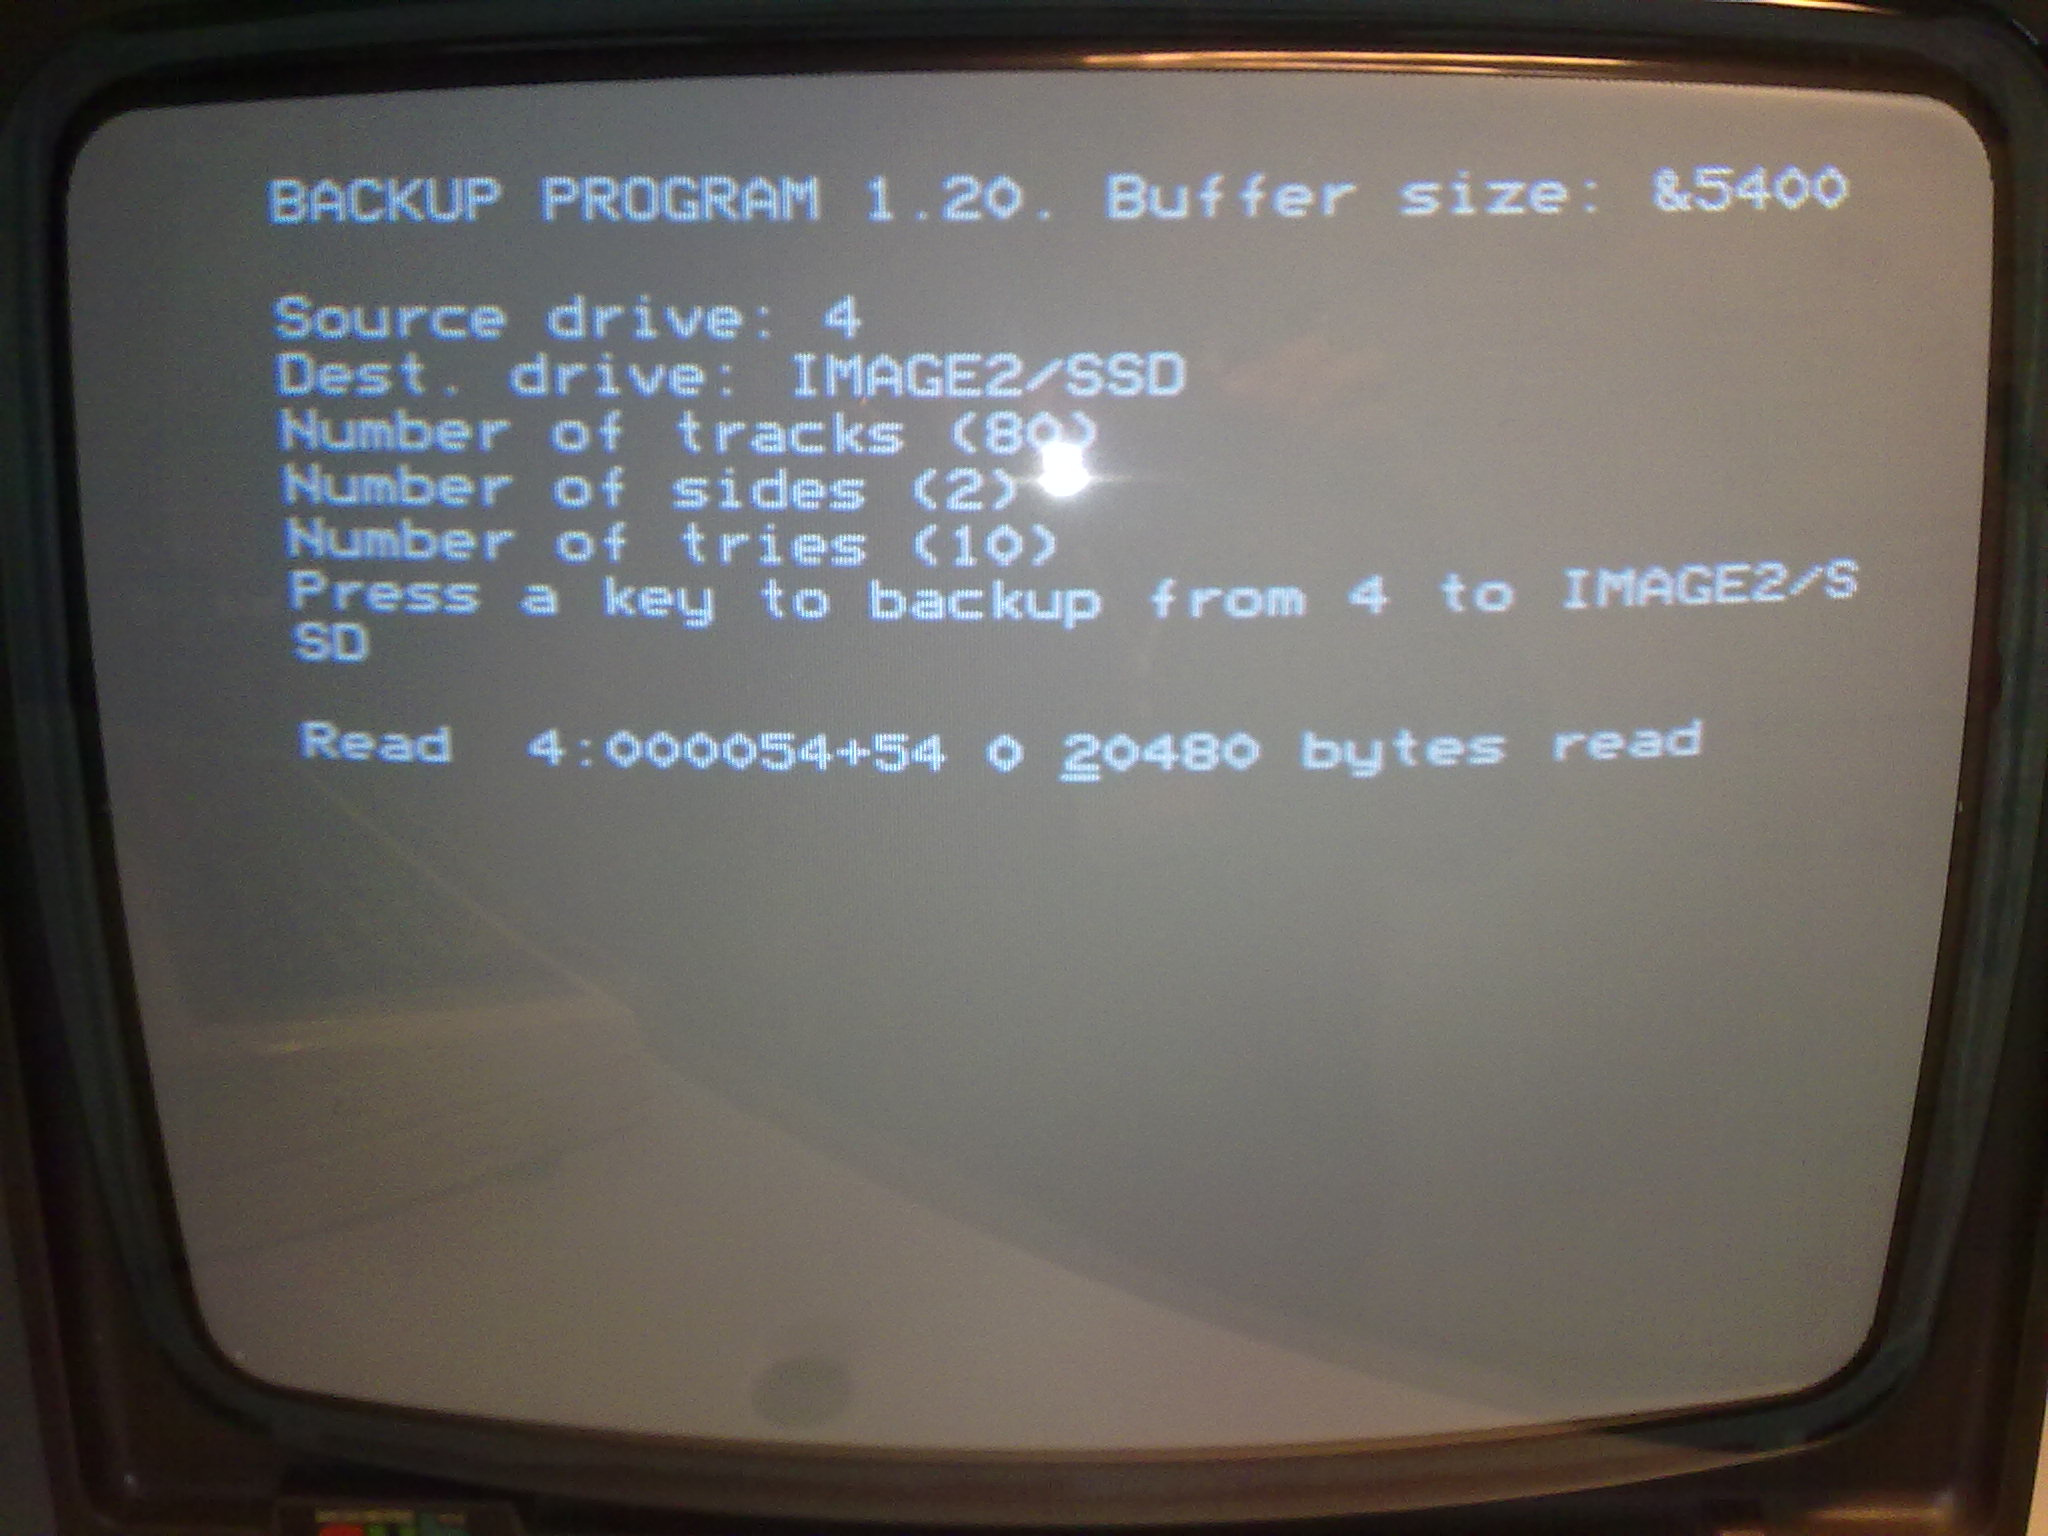 BACKUP PROGRAM 1.20. Buffer size: &5400
Source drive: 4
Dest. drive: IMAGE2/SSD
Number of tracks (80)
Number of sides (2)
Number of tries (10)
Press a key to backup from 4 to IMAGE2/S
SD
Read 4:000054+54 0 20480 bytes read